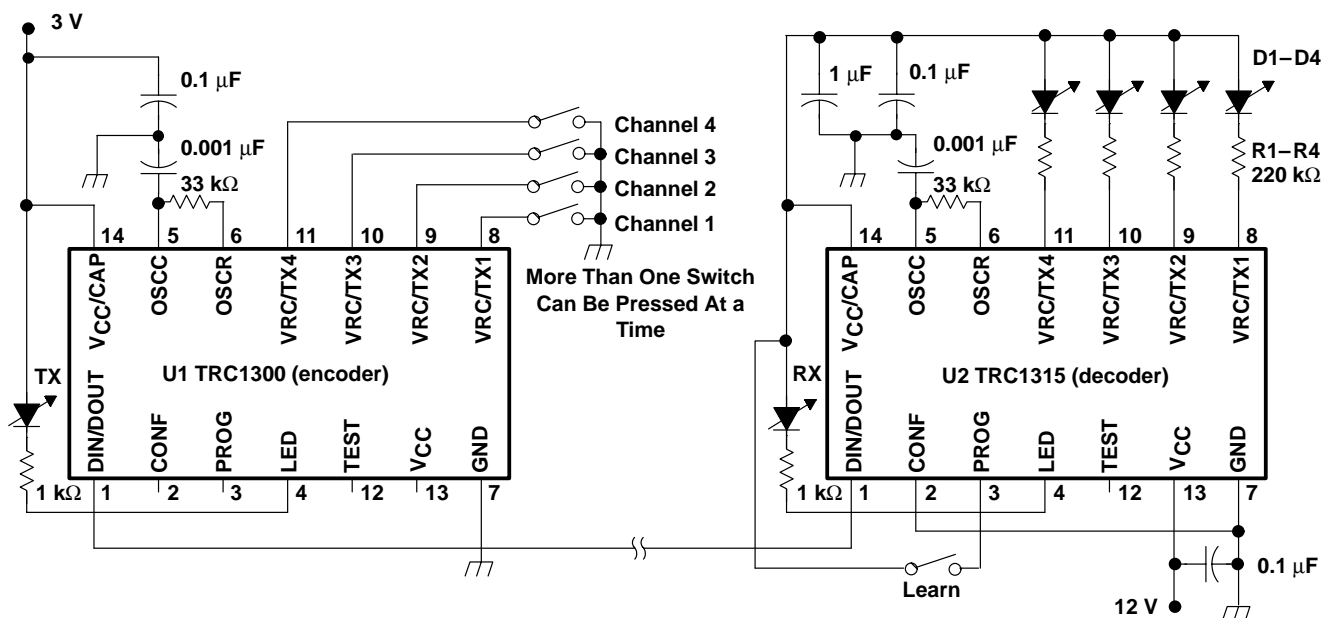 3 V
0.1 μF
0.001 μF
33 kΩ
Channel 4
Channel 3
Channel 2
Channel 1
14
5
6
11
10
9
8
VCC/CAP
OSCC
OSCR
VRC/TX4
VRC/TX3
VRC/TX2
VRC/TX1
More Than One Switch
Can Be Pressed At a
Time
U1 TRC1300 (encoder)
TX
DIN/DOUT
CONF
PROG
LED
TEST
VCC
GND
1 kΩ
1
2
3
4
12
13
7
1 μF
0.1 μF
D1–D4
0.001 μF
33 kΩ
R1–R4
220 kΩ
14
5
6
11
10
9
8
VCC/CAP
OSCC
OSCR
VRC/TX4
VRC/TX3
VRC/TX2
VRC/TX1
U2 TRC1315 (decoder)
RX
DIN/DOUT
CONF
PROG
LED
TEST
VCC
GND
1 kΩ
1
2
3
4
12
13
7
Learn
0.1 μF
12 V